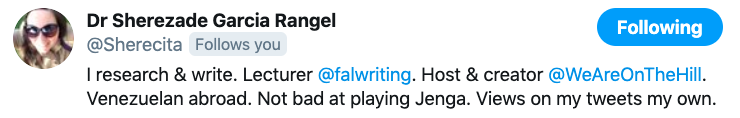 Dr Sherezade Garcia Rangel
@Sherecita Follows you
Following
I research & write. Lecturer @falwriting. Host & creator @WeAreOnTheHill.
Venezuelan abroad. Not bad at playing Jenga. Views on my tweets my own.